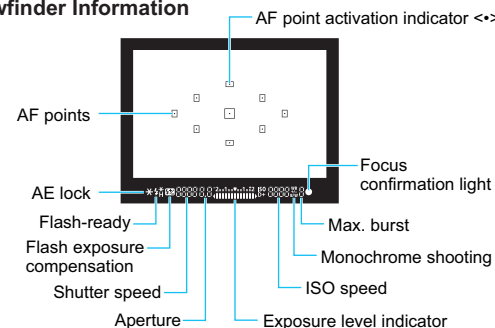 wfinder Information
AF point activation indicator <•>
AF points
AE lock
Focus
confirmation light
Flash-ready
Max. burst
Flash exposure
compensation
Monochrome shooting
Shutter speed
ISO speed
Aperture
Exposure level indicator